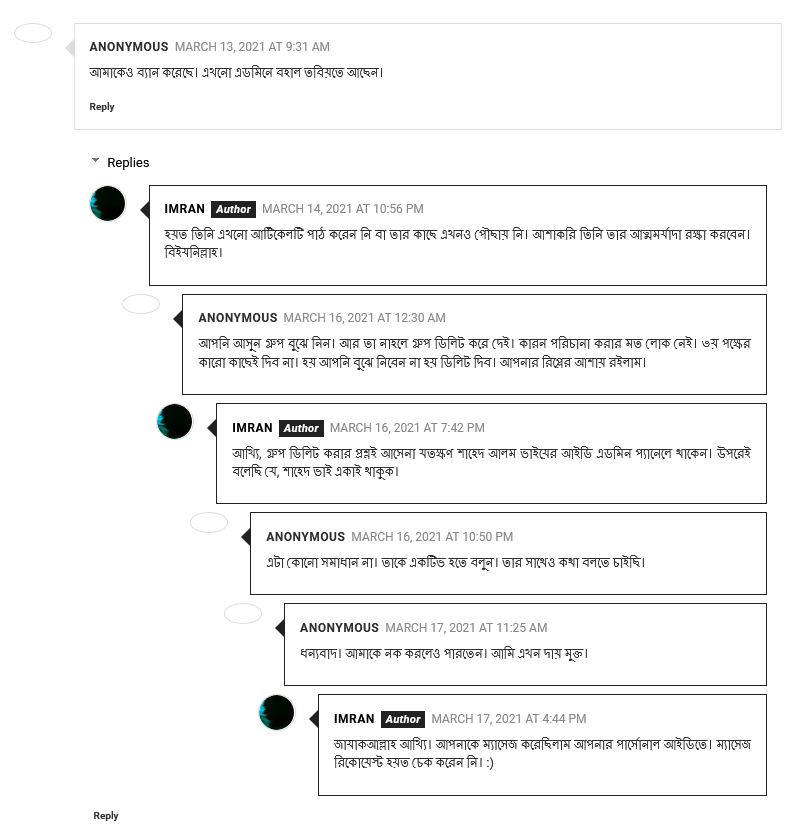 ANONYMOUS MARCH 13, 2021 AT 9:31 AM
আমাকেও ব্যান করেছে। এখনো এডমিনে বহাল তবিয়তে আছেন।
Reply
Replies
IMRAN Author MARCH 14, 2021 AT 10:56 PM
হয়ত তিনি এখনো আর্টিকেলটি পাঠ করেন নি বা তার কাছে এখনও পৌছায় নি। আশাকরি তিনি তার আত্মমর্যাদা রক্ষা করবেন।
বিইযনিল্লাহ।
ANONYMOUS MARCH 16, 2021 AT 12:30 AM
আপনি আসুন গ্রুপ বুঝে নিন। আর তা নাহলে গ্রুপ ডিলিট করে দেই। কারন পরিচানা করার মত লোক নেই। ৩য় পক্ষের
কারো কাছেই দিব না। হয় আপনি বুঝে নিবেন না হয় ডিলিট দিব। আপনার রিপ্লের আশায় রইলাম।
IMRAN Author MARCH 16, 2021 AT 7:42 PM
আখ্যি, গ্রুপ ডিলিট করার প্রশ্নই আসেনা যতক্ষণ শাহেদ আলম ভাইয়ের আইডি এডমিন প্যানেলে থাকেন। উপরেই
বলেছি যে, শাহেদ ভাই একাই থাকুক।
ANONYMOUS MARCH 16, 2021 AT 10:50 PM
এটা কোনো সমাধান না। তাকে একটিভ হতে বলুন। তার সাথেও কথা বলতে চাইছি।
ANONYMOUS MARCH 17, 2021 AT 11:25 AM
ধন্যবাদ। আমাকে নক করলেও পারতেন। আমি এখন দায় মুক্ত।
IMRAN Author MARCH 17, 2021 AT 4:44 PM
জাযাকআল্লাহ আখ্যি। আপনাকে ম্যাসেজ করেছিলাম আপনার পার্সোনাল আইডিতে। ম্যাসেজ
রিকোয়েস্ট হয়ত চেক করেন নি। :)
Reply